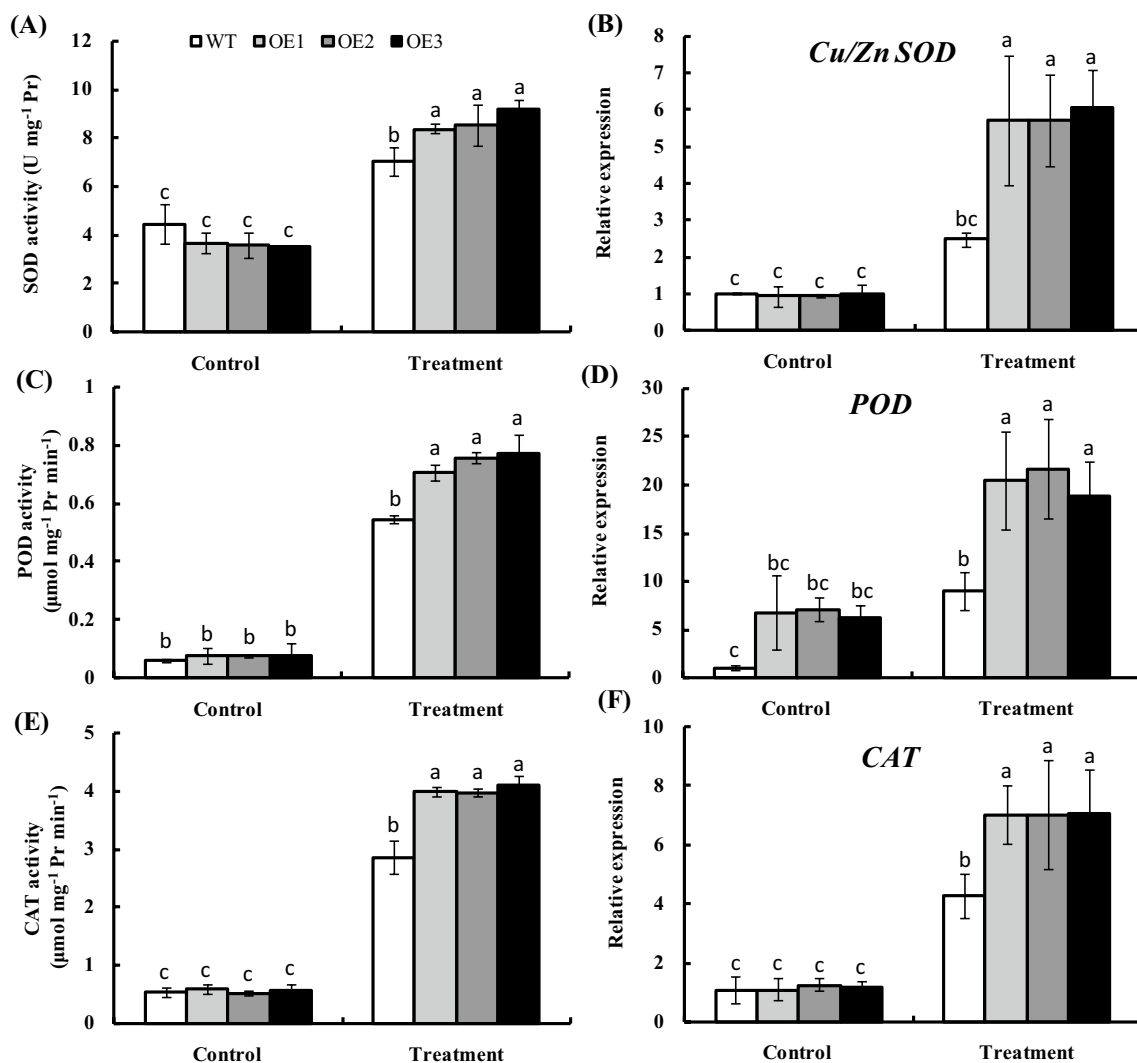 (A)
WT OE1 OE2 OE3
SOD activity (U mg⁻¹ Pr)
12
10
8
6
4
2
0
c c c c
b a a a
Control Treatment
(B)
Cu/Zn SOD
Relative expression
8
7
6
5
4
3
2
1
0
c c c c
bc a a a
Control Treatment
(C)
POD activity
(μmol mg⁻¹ Pr min⁻¹)
1
0.8
0.6
0.4
0.2
0
b b b b
b a a a
Control Treatment
(D)
POD
Relative expression
30
25
20
15
10
5
0
c bc bc bc
b a a a
Control Treatment
(E)
CAT activity
(μmol mg⁻¹ Pr min⁻¹)
5
4
3
2
1
0
c c c c
b a a a
Control Treatment
(F)
CAT
Relative expression
10
8
6
4
2
0
c c c c
b a a a
Control Treatment